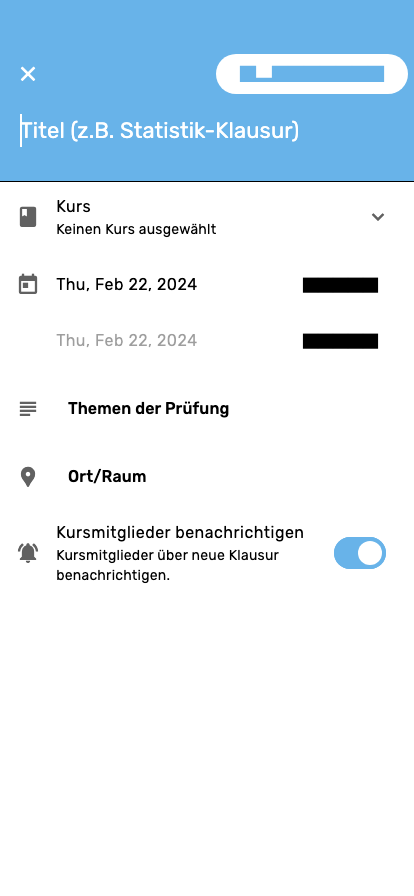 Titel (z.B. Statistik-Klausur)
Kurs
Keinen Kurs ausgewählt
Thu, Feb 22, 2024
Thu, Feb 22, 2024
Themen der Prüfung
Ort/Raum
Kursmitglieder benachrichtigen
Kursmitglieder über neue Klausur
benachrichtigen.